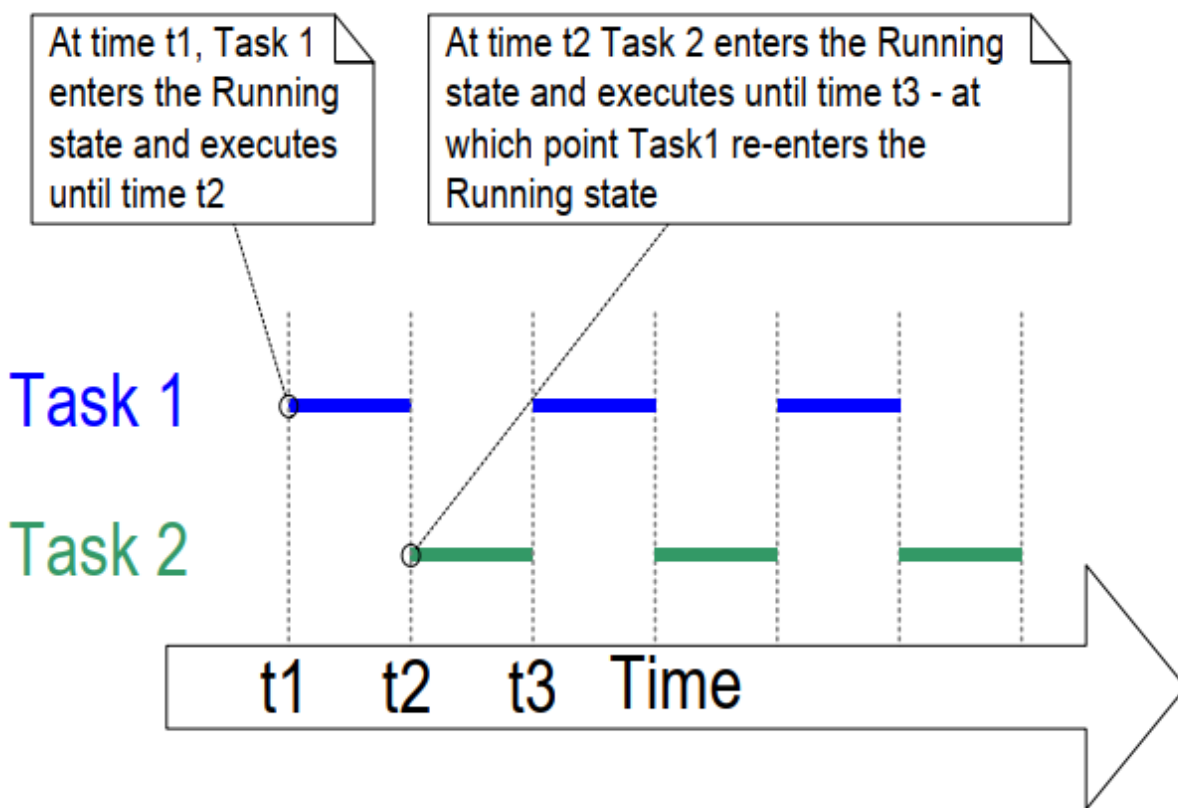 At time t1, Task 1
enters the Running
state and executes
until time t2
At time t2 Task 2 enters the Running
state and executes until time t3 - at
which point Task1 re-enters the
Running state
Task 1
Task 2
t1 t2 t3 Time